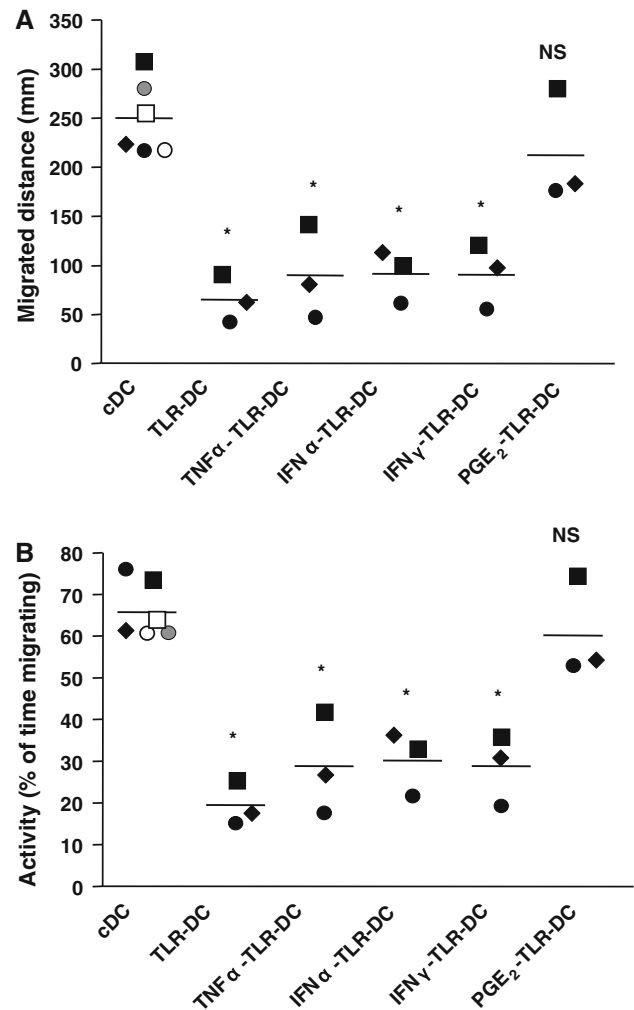 A
Migrated distance (mm)
350
300
250
200
150
100
50
0
NS
*
*
*
*
cDC
TLR-DC
TNFα- TLR-DC
IFN α-TLR-DC
IFNγ-TLR-DC
PGE2-TLR-DC
B
Activity (% of time migrating)
80
70
60
50
40
30
20
10
0
NS
*
*
*
*
cDC
TLR-DC
TNFα -TLR-DC
IFNα -TLR-DC
IFNγ-TLR-DC
PGE2-TLR-DC